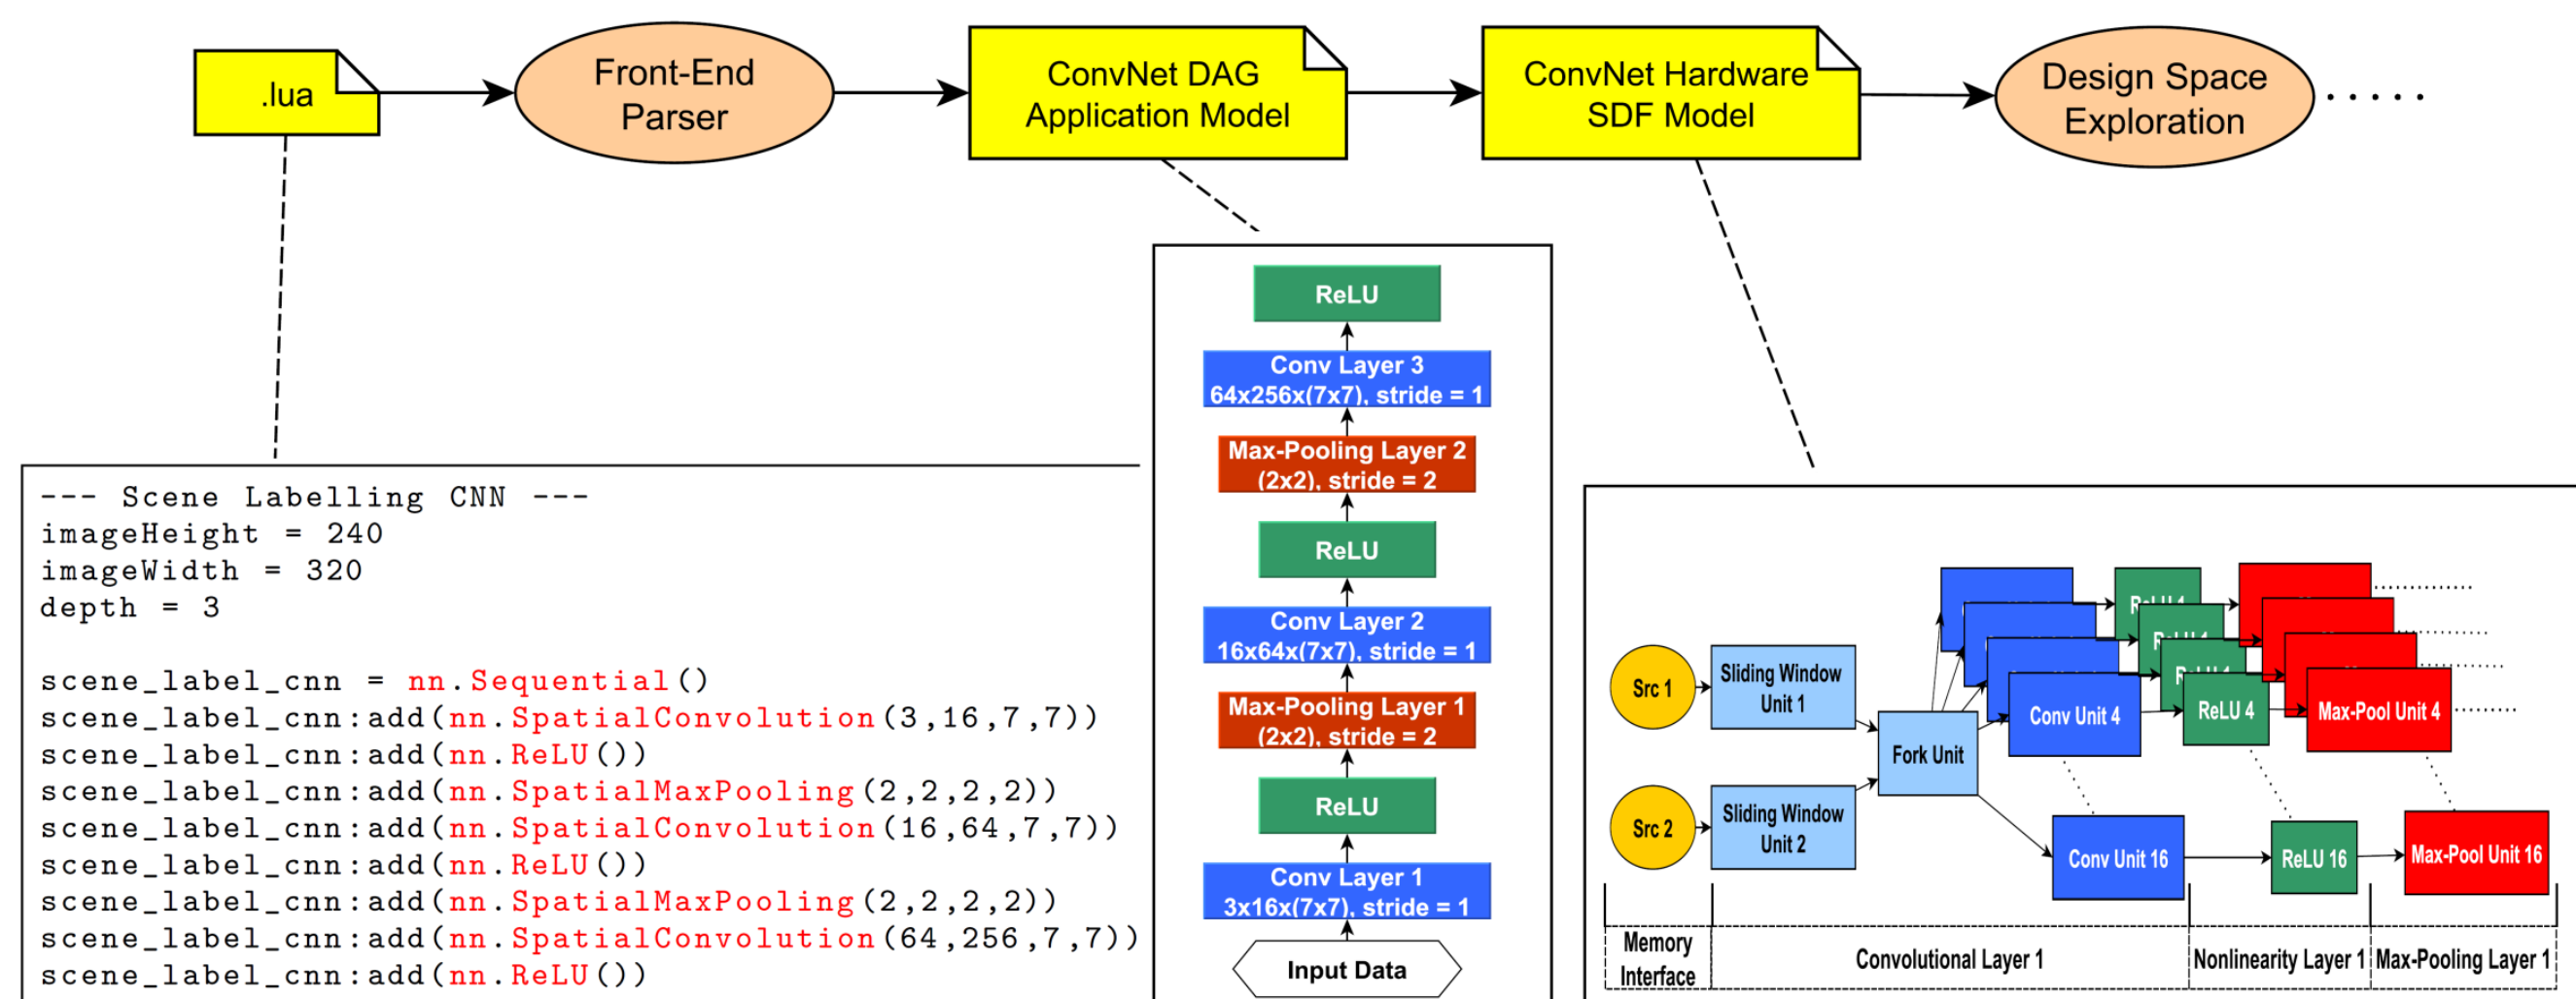 .lua
Front-End
Parser
ConvNet DAG
Application Model
ConvNet Hardware
SDF Model
Design Space
Exploration
--- Scene Labelling CNN ---
imageHeight = 240
imageWidth = 320
depth = 3
scene_label_cnn = nn.Sequential()
scene_label_cnn:add(nn.SpatialConvolution(3,16,7,7))
scene_label_cnn:add(nn.ReLU())
scene_label_cnn:add(nn.SpatialMaxPooling(2,2,2,2))
scene_label_cnn:add(nn.SpatialConvolution(16,64,7,7))
scene_label_cnn:add(nn.ReLU())
scene_label_cnn:add(nn.SpatialMaxPooling(2,2,2,2))
scene_label_cnn:add(nn.SpatialConvolution(64,256,7,7))
scene_label_cnn:add(nn.ReLU())
ReLU
Conv Layer 3
64x256x(7x7), stride = 1
Max-Pooling Layer 2
(2x2), stride = 2
ReLU
Conv Layer 2
16x64x(7x7), stride = 1
Max-Pooling Layer 1
(2x2), stride = 2
ReLU
Conv Layer 1
3x16x(7x7), stride = 1
Input Data
Src 1
Sliding Window
Unit 1
Src 2
Sliding Window
Unit 2
Fork Unit
Conv Unit 4
ReLU 4
Max-Pool Unit 4
Conv Unit 16
ReLU 16
Max-Pool Unit 16
Memory
Interface
Convolutional Layer 1
Nonlinearity Layer 1
Max-Pooling Layer 1